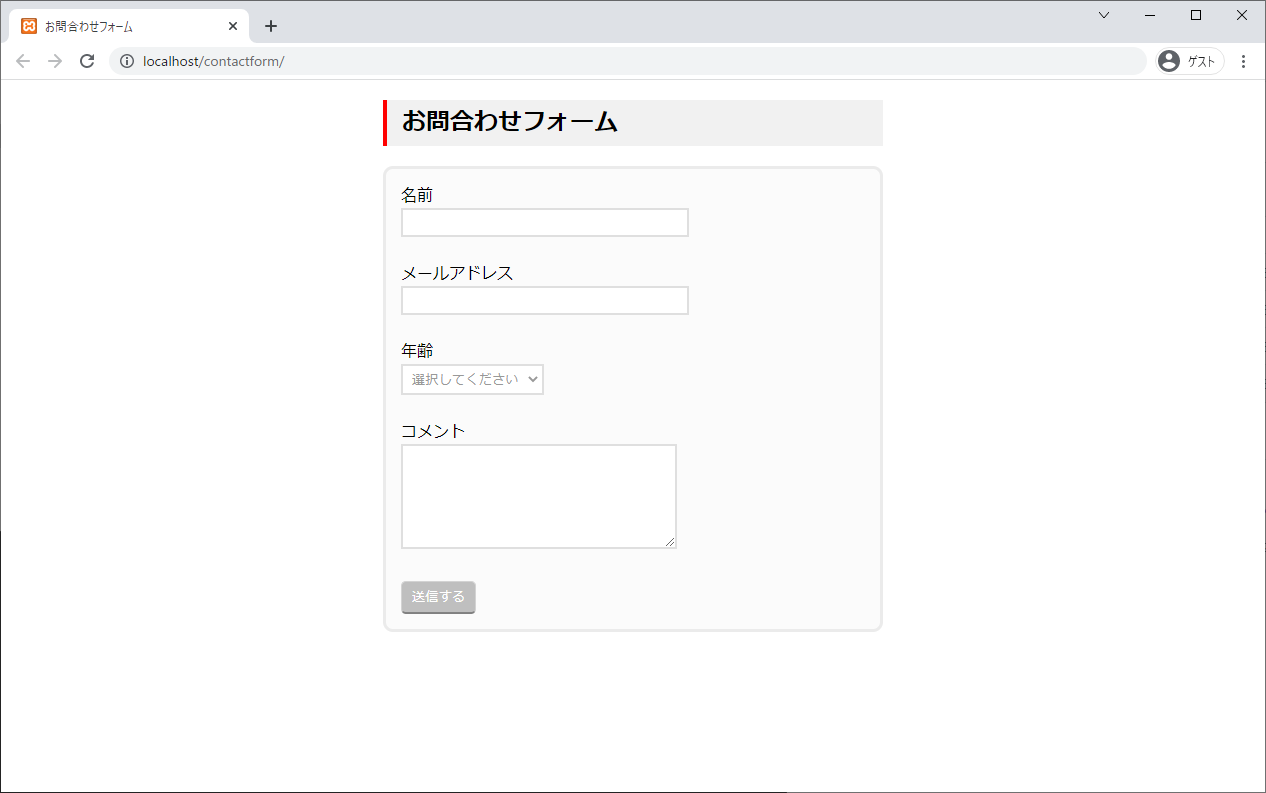 お問合わせフォーム
localhost/contactform/
ゲスト
お問合わせフォーム
名前
メールアドレス
年齢
選択してください
コメント
送信する